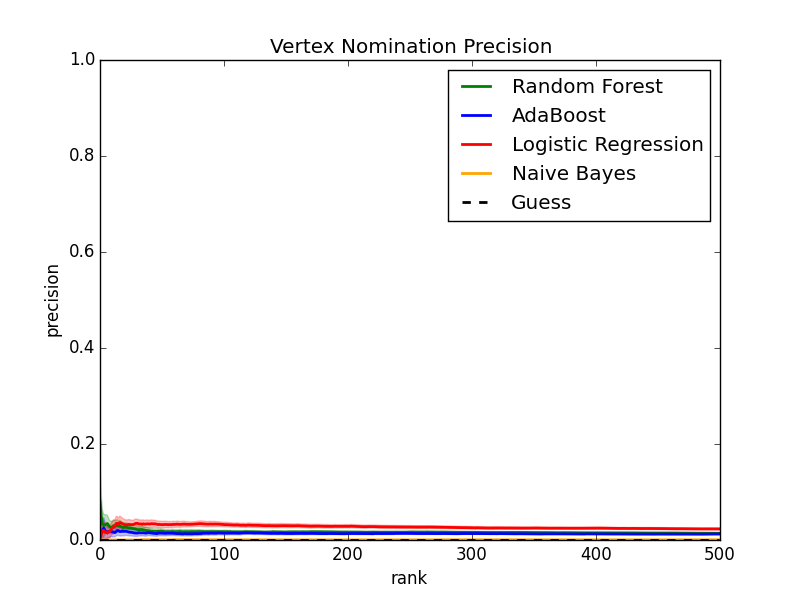 Vertex Nomination Precision
1.0
0.8
0.6
0.4
0.2
0.0
precision
Random Forest
AdaBoost
Logistic Regression
Naive Bayes
Guess
0 100 200 300 400 500
rank